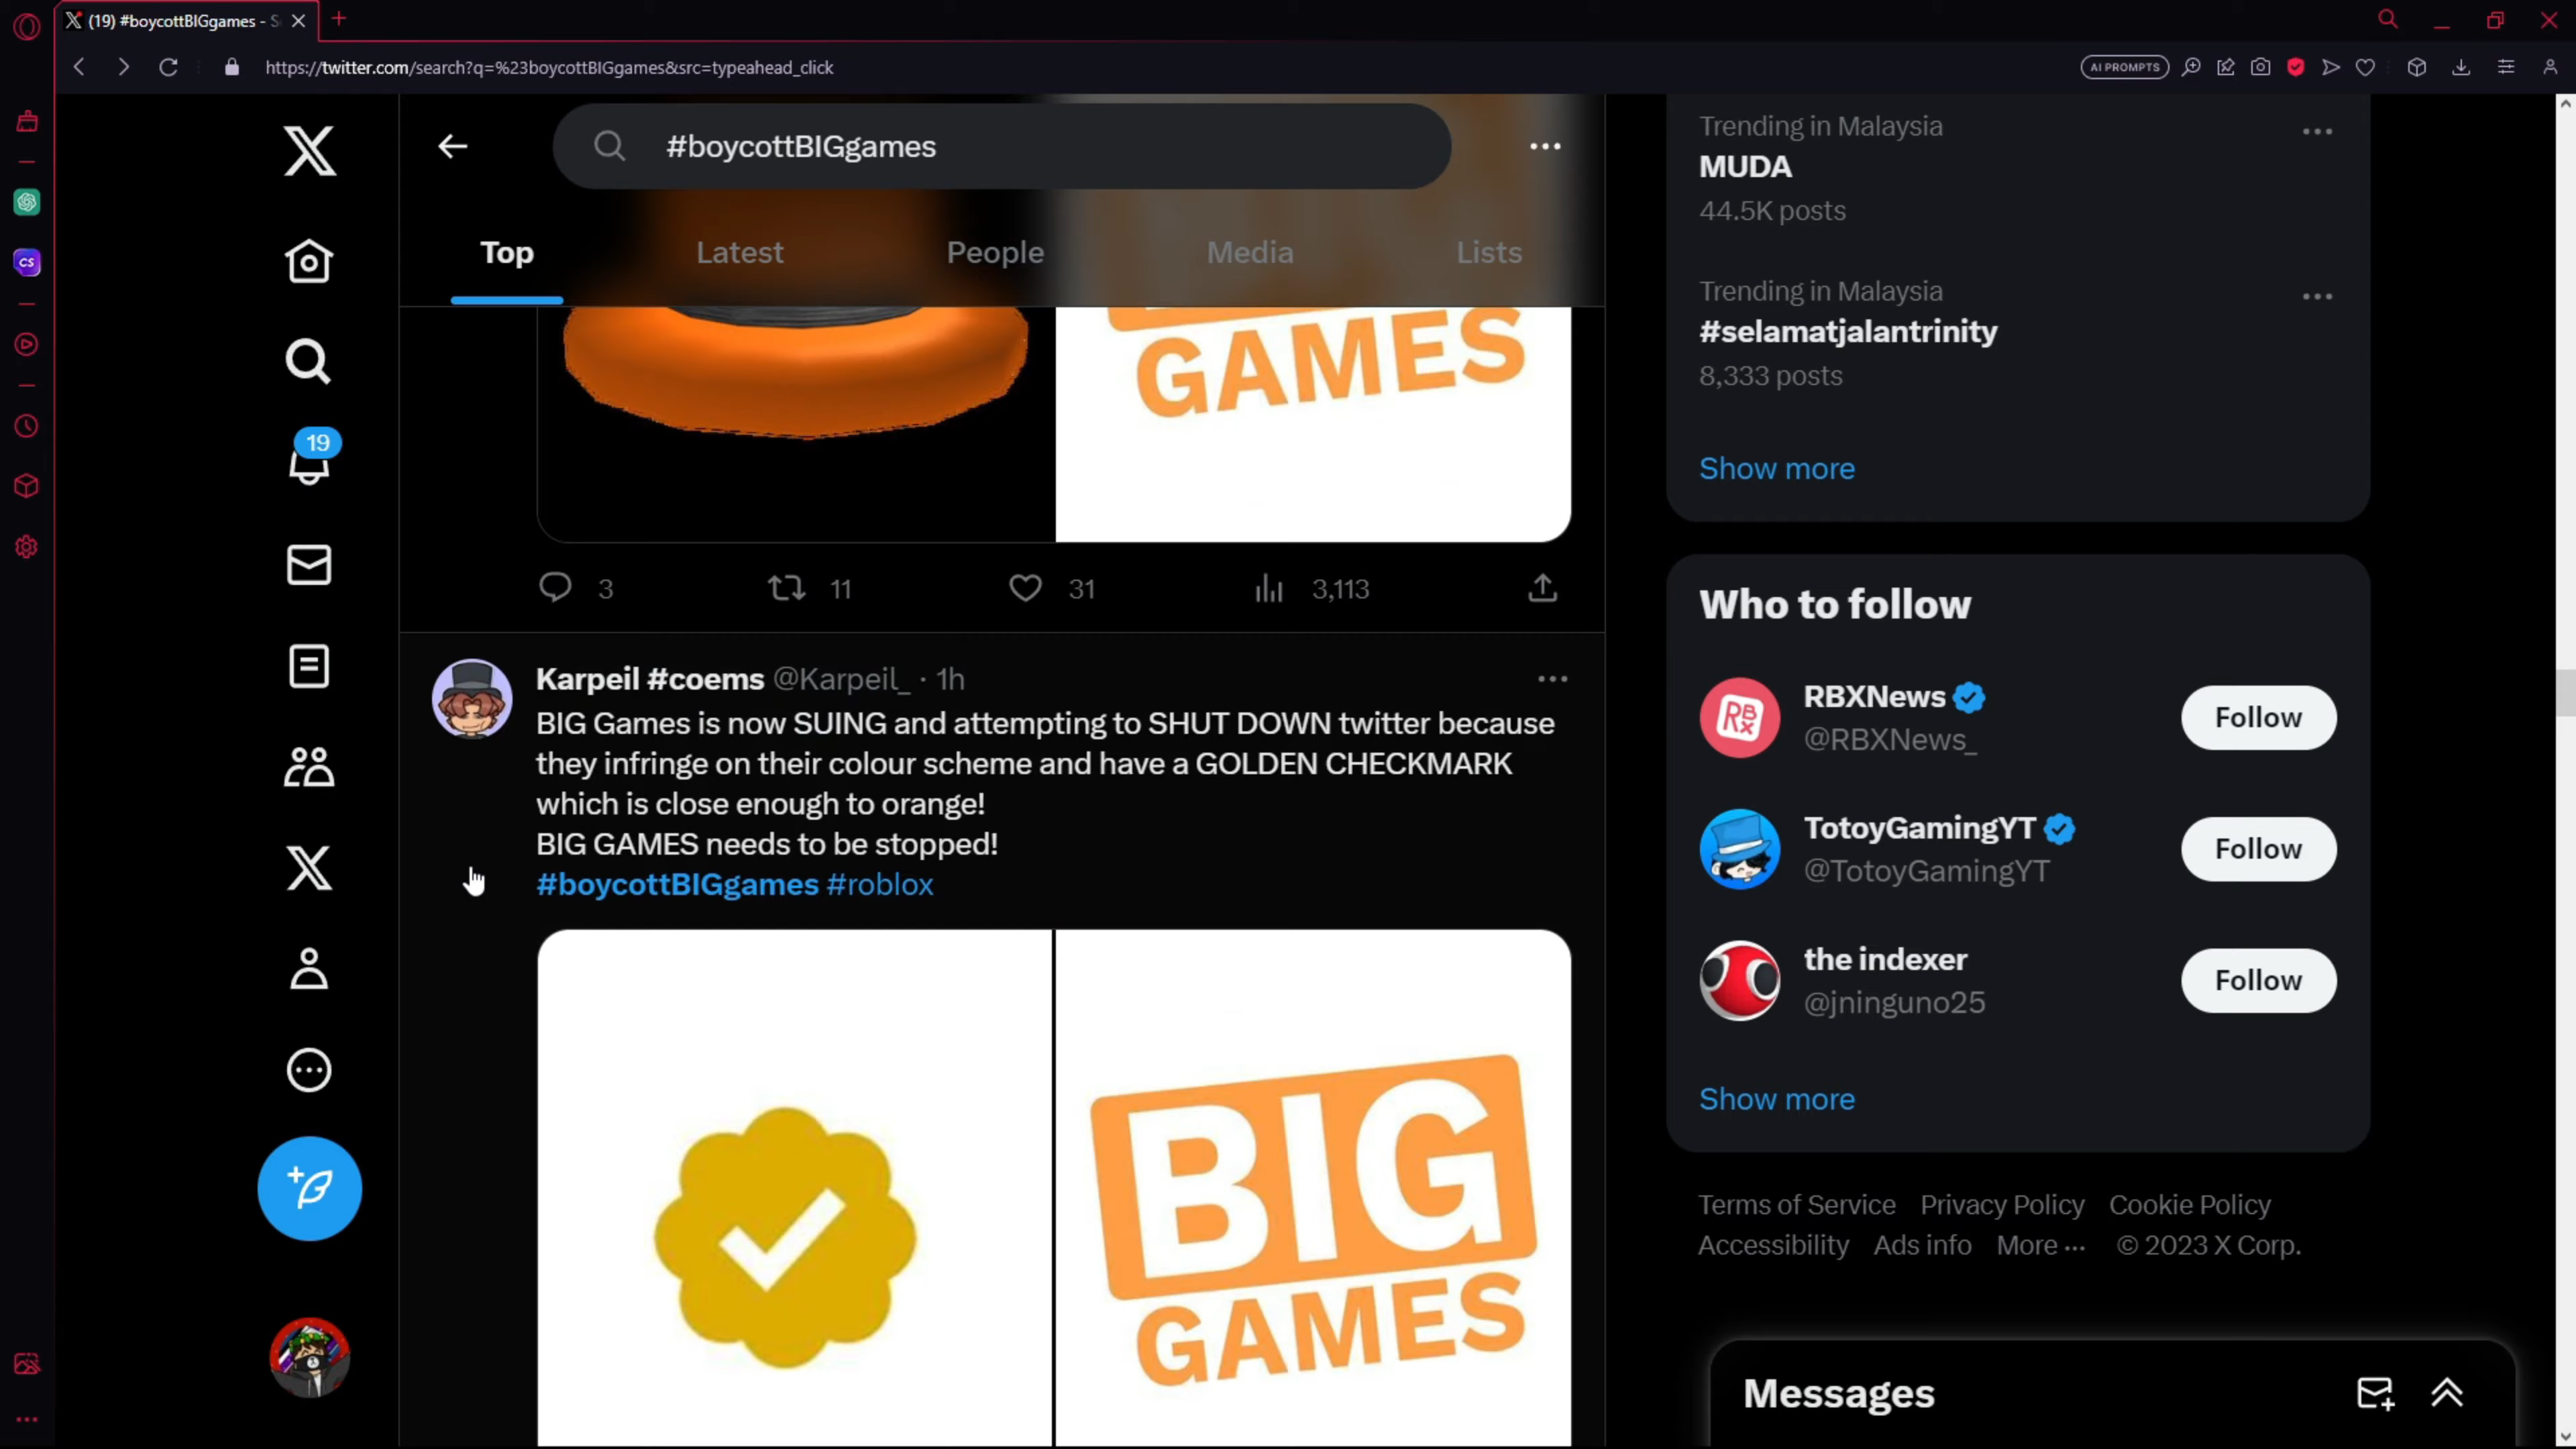 (19) #boycottBIGgames - S
https://twitter.com/search?q=%23boycottBIGgames&src=typeahead_click
AI PROMPTS
CS
#boycottBIGgames
Top
Latest
People
Media
Lists
GAMES
3
11
31
3,113
19
Karpeil #coems @Karpeil_ · 1h
BIG Games is now SUING and attempting to SHUT DOWN twitter because
they infringe on their colour scheme and have a GOLDEN CHECKMARK
which is close enough to orange!
BIG GAMES needs to be stopped!
#boycottBIGgames #roblox
BIG
GAMES
Trending in Malaysia
MUDA
44.5K posts
Trending in Malaysia
#selamatjalantrinity
8,333 posts
Show more
Who to follow
RBX
RBXNews
@RBXNews_
Follow
TotoyGamingYT
@TotoyGamingYT
Follow
the indexer
@jninguno25
Follow
Show more
Terms of Service Privacy Policy Cookie Policy
Accessibility Ads info More ··· © 2023 X Corp.
Messages